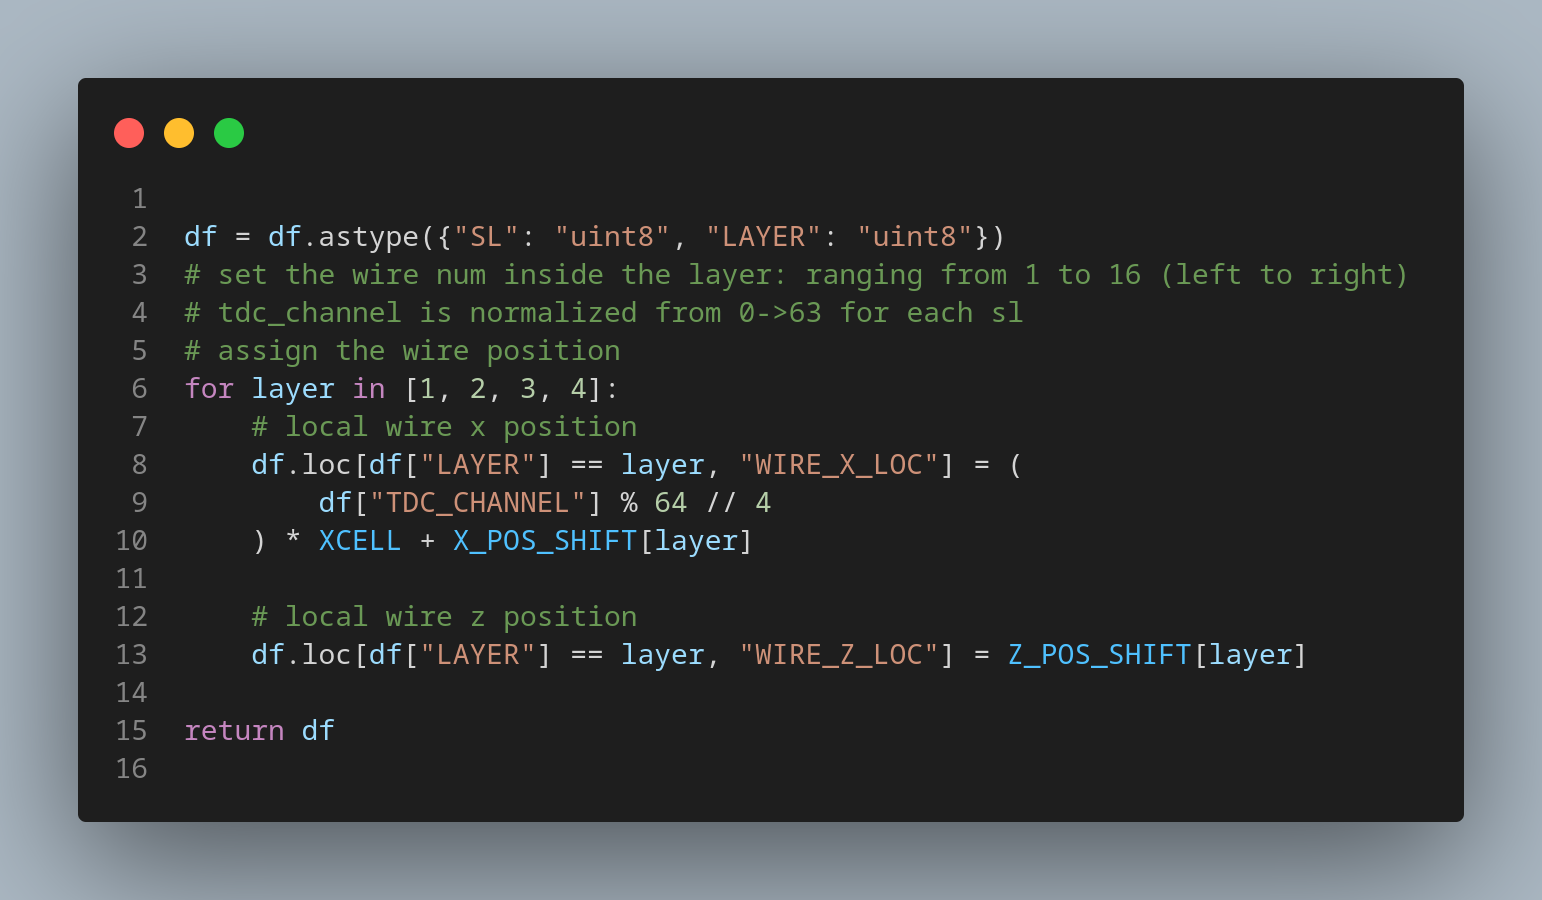 1
2 df = df.astype({"SL": "uint8", "LAYER": "uint8"})
3 # set the wire num inside the layer: ranging from 1 to 16 (left to right)
4 # tdc_channel is normalized from 0->63 for each sl
5 # assign the wire position
6 for layer in [1, 2, 3, 4]:
7     # local wire x position
8     df.loc[df["LAYER"] == layer, "WIRE_X_LOC"] = (
9         df["TDC_CHANNEL"] % 64 // 4
10     ) * XCELL + X_POS_SHIFT[layer]
11
12     # local wire z position
13     df.loc[df["LAYER"] == layer, "WIRE_Z_LOC"] = Z_POS_SHIFT[layer]
14
15 return df
16